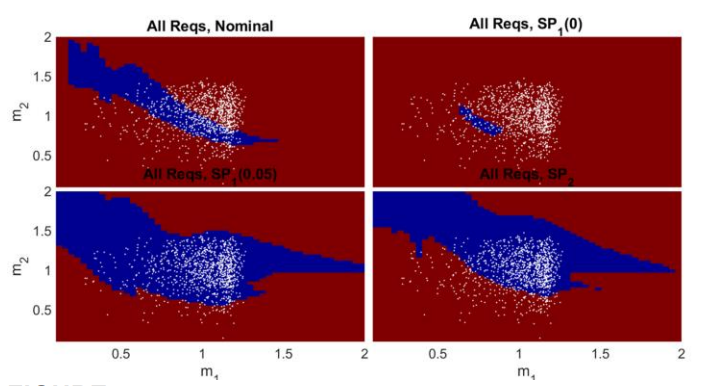 All Reqs, Nominal
All Reqs, SP1(0)
2
1.5
1
0.5
m2
All Reqs, SP1(0.05)
All Reqs, SP2
2
1.5
1
0.5
m2
0.5 1 1.5 2
0.5 1 1.5 2
m1
m1